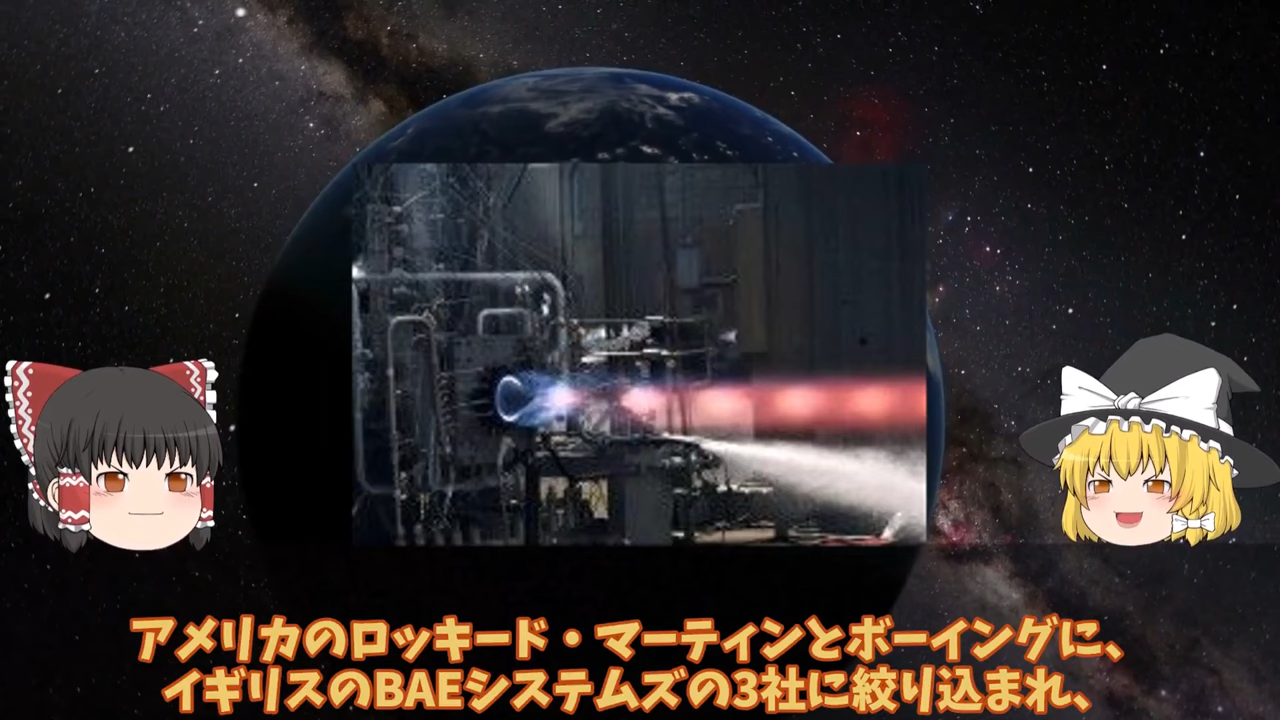 アメリカのロッキード・マーティンとボーイングに、
イギリスのBAEシステムズの3社に絞り込まれ、